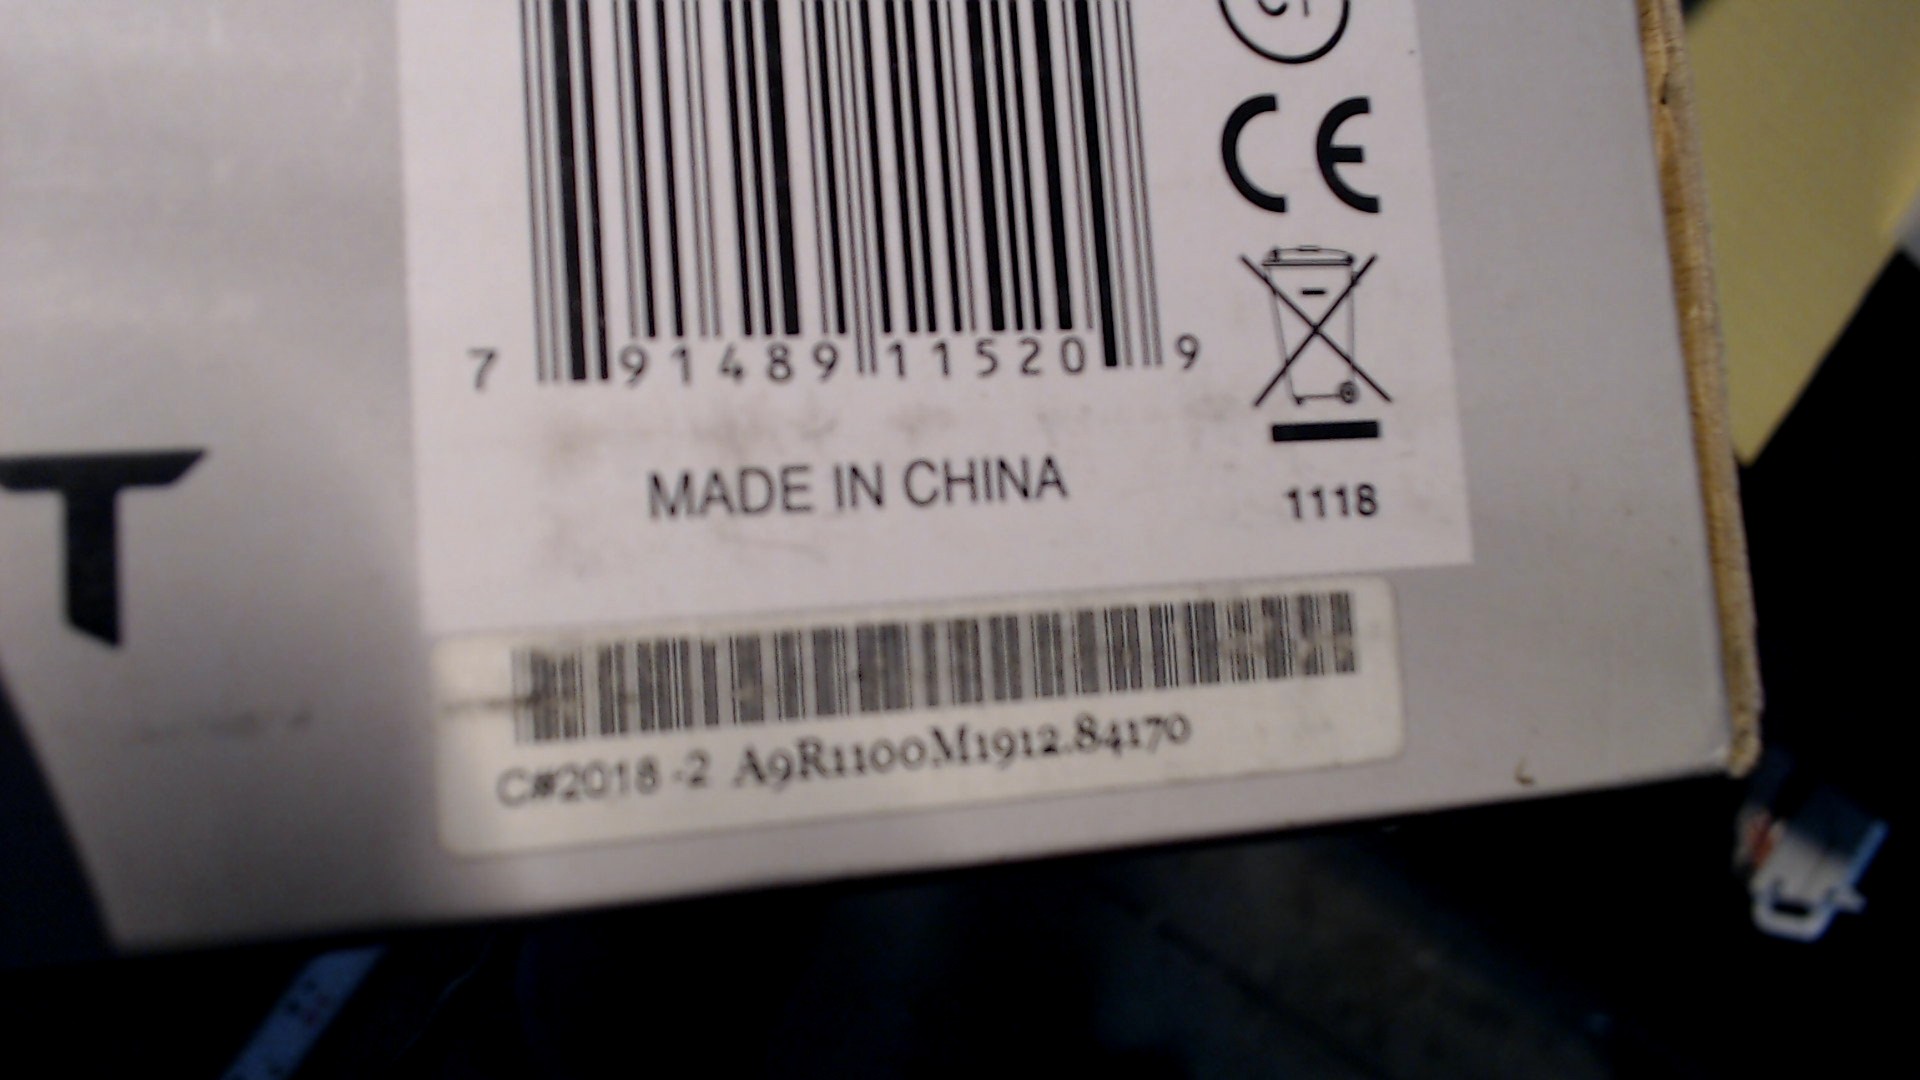 CE
7 91489 11520 9
MADE IN CHINA
1118
T
C#2018 -2 A9R1100M1912.84170